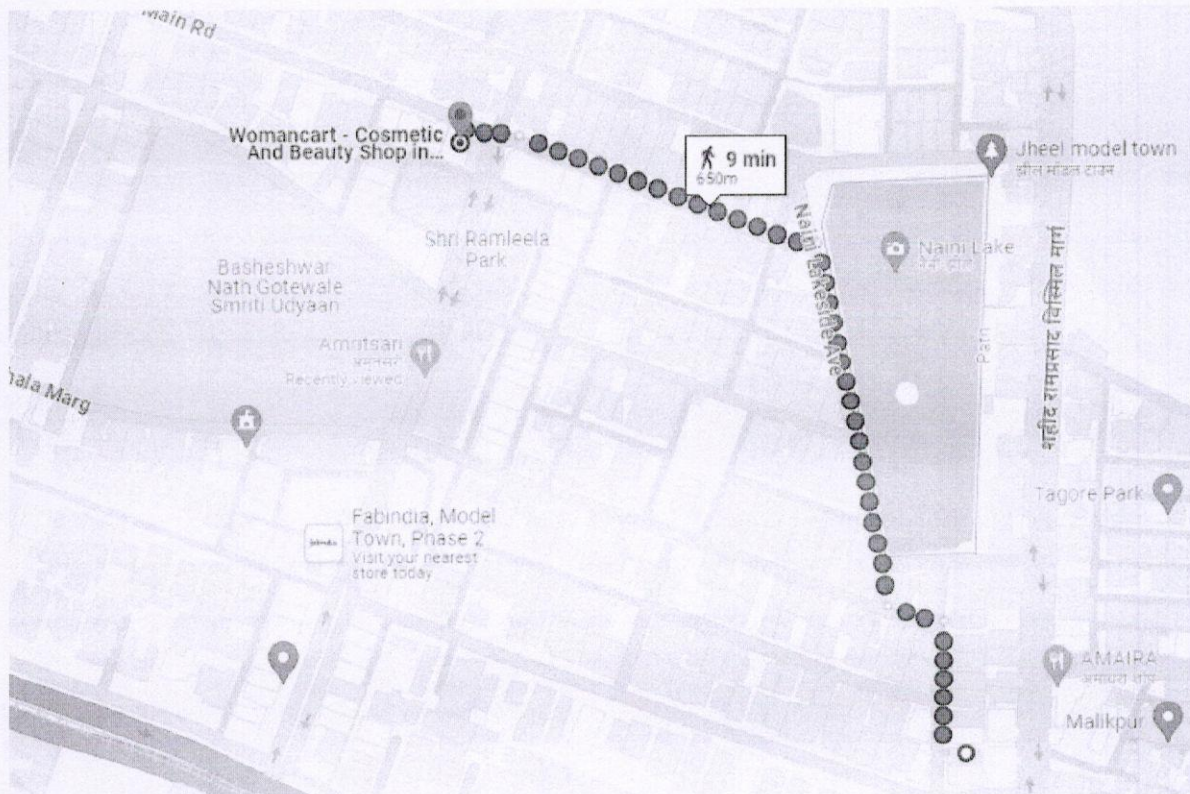 Main Rd
Womancart - Cosmetic
And Beauty Shop in...
9 min
650m
Jheel model town
झील मॉडल टाउन
Naini Lake
Naini Lakeside Ave
Shri Ramleela
Park
Basheshwar
Nath Gotewale
Smriti Udyaan
Amritsari
Recently viewed
Path
शहीद रामप्रसाद बिस्मिल मार्ग
hala Marg
Tagore Park
Fabindia, Model
Town, Phase 2
Visit your nearest
store today
AMAIRA
Malikpur